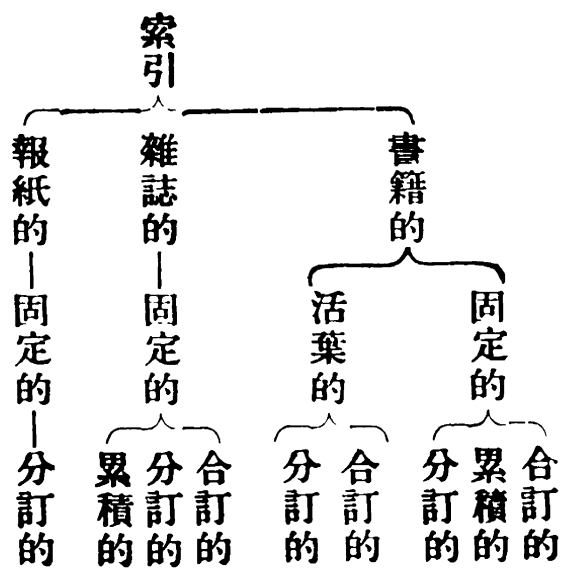 索引
書籍的
雜誌的
報紙的
固定的
活葉的
固定的
固定的
合訂的
累積的
分訂的
合訂的
分訂的
合訂的
分訂的
累積的
分訂的